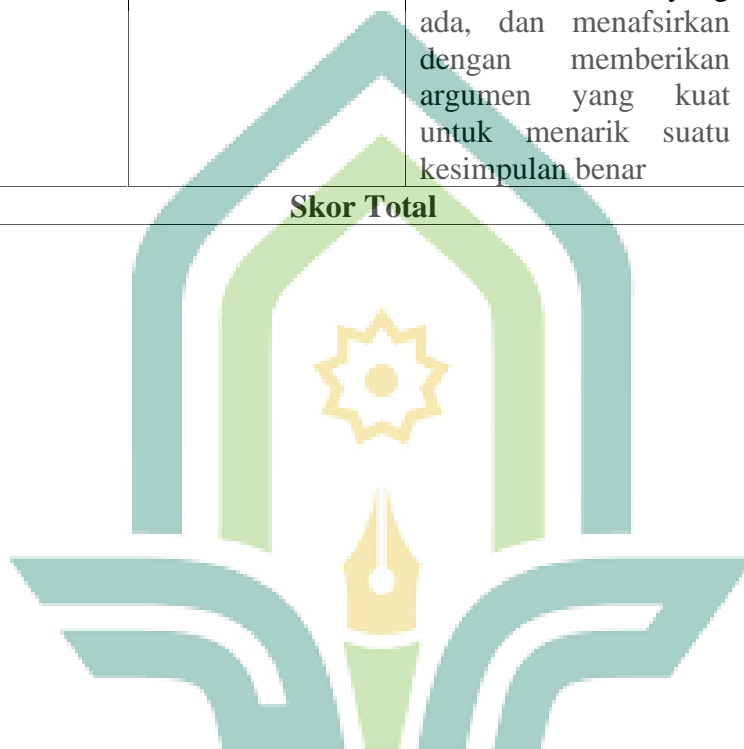 ada, dan menafsirkan
dengan memberikan
argumen yang kuat
untuk menarik suatu
kesimpulan benar
Skor Total